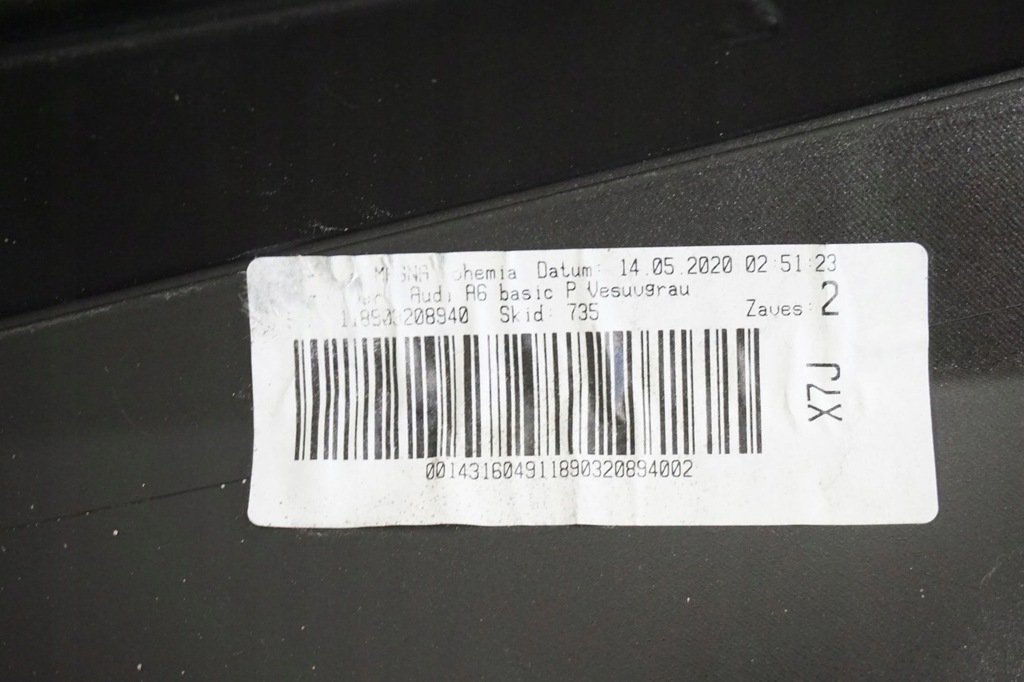 Datum: 14.05.2020 02:51:23
Audi A6 basic P Vesuvgrau
Skid: 735 Zaves: 2
X7J
001431604911890320894002